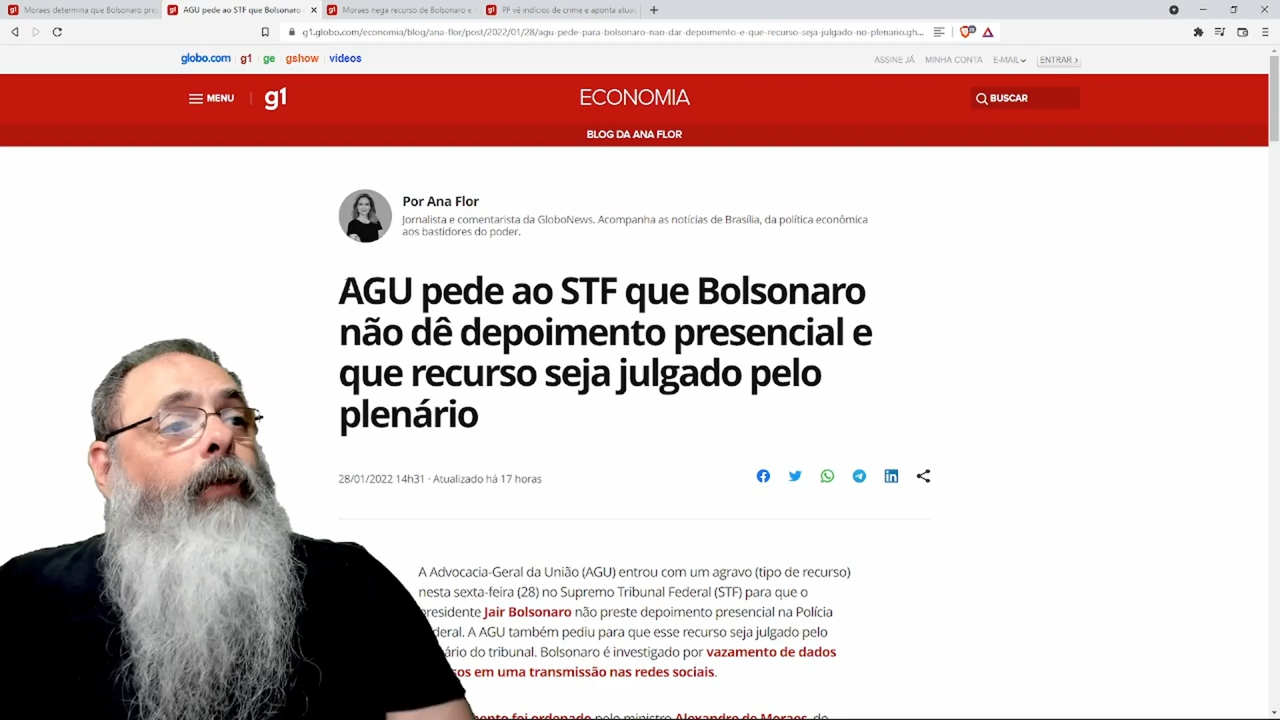 Moraes determina que Bolsonaro pre
AGU pede ao STF que Bolsonaro
Moraes nega recurso de Bolsonaro e
PF vê indícios de crime e aponta atua
g1.globo.com/economia/blog/ana-flor/post/2022/01/28/agu-pede-para-bolsonaro-nao-dar-depoimento-e-que-recurso-seja-julgado-no-plenario.gh...
globo.com g1 ge gshow vídeos
ASSINE JÁ MINHA CONTA E-MAIL ENTRAR
MENU g1 ECONOMIA BUSCAR
BLOG DA ANA FLOR
Por Ana Flor
Jornalista e comentarista da GloboNews. Acompanha as notícias de Brasília, da política econômica
aos bastidores do poder.
AGU pede ao STF que Bolsonaro
não dê depoimento presencial e
que recurso seja julgado pelo
plenário
28/01/2022 14h31 · Atualizado há 17 horas
A Advocacia-Geral da União (AGU) entrou com um agravo (tipo de recurso)
nesta sexta-feira (28) no Supremo Tribunal Federal (STF) para que o
presidente Jair Bolsonaro não preste depoimento presencial na Polícia
deral. A AGU também pediu para que esse recurso seja julgado pelo
ário do tribunal. Bolsonaro é investigado por vazamento de dados
sos em uma transmissão nas redes sociais.
mento foi ordenado pelo ministro Alexandre de Moraes, do